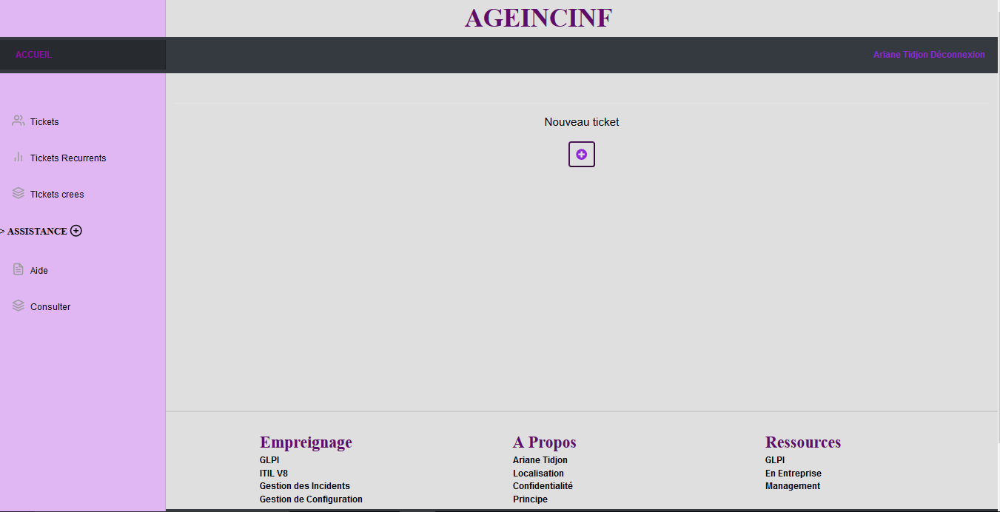 AGEINCINF
ACCUEIL
Ariane Tidjon Déconnexion
Tickets
Tickets Recurrents
TIckets crees
> ASSISTANCE
Aide
Consulter
Nouveau ticket
Empreignage
GLPI
ITIL V8
Gestion des Incidents
Gestion de Configuration
A Propos
Ariane Tidjon
Localisation
Confidentialité
Principe
Ressources
GLPI
En Entreprise
Management